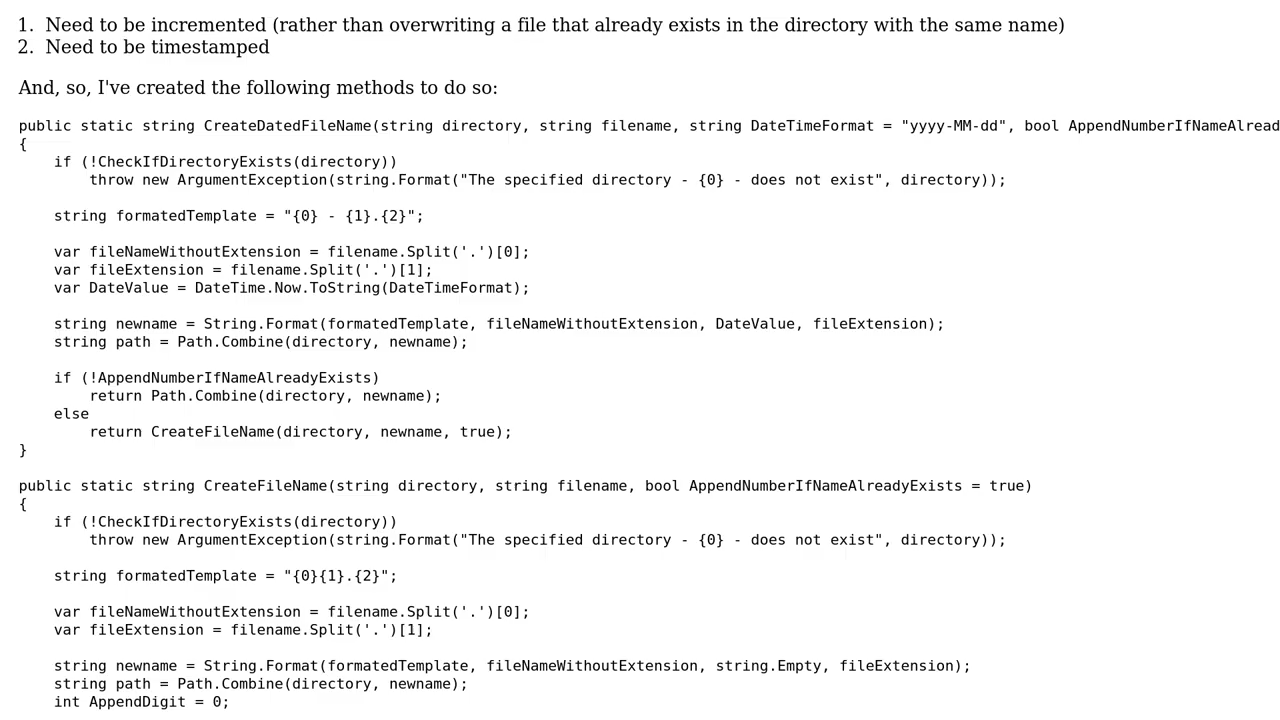 1. Need to be incremented (rather than overwriting a file that already exists in the directory with the same name)
2. Need to be timestamped
And, so, I've created the following methods to do so:
public static string CreateDatedFileName(string directory, string filename, string DateTimeFormat = "yyyy-MM-dd", bool AppendNumberIfNameAlread
{
    if (!CheckIfDirectoryExists(directory))
        throw new ArgumentException(string.Format("The specified directory - {0} - does not exist", directory));
    string formatedTemplate = "{0} - {1}.{2}";
    var fileNameWithoutExtension = filename.Split('.')[0];
    var fileExtension = filename.Split('.')[1];
    var DateValue = DateTime.Now.ToString(DateTimeFormat);
    string newname = String.Format(formatedTemplate, fileNameWithoutExtension, DateValue, fileExtension);
    string path = Path.Combine(directory, newname);
    if (!AppendNumberIfNameAlreadyExists)
        return Path.Combine(directory, newname);
    else
        return CreateFileName(directory, newname, true);
}
public static string CreateFileName(string directory, string filename, bool AppendNumberIfNameAlreadyExists = true)
{
    if (!CheckIfDirectoryExists(directory))
        throw new ArgumentException(string.Format("The specified directory - {0} - does not exist", directory));
    string formatedTemplate = "{0}{1}.{2}";
    var fileNameWithoutExtension = filename.Split('.')[0];
    var fileExtension = filename.Split('.')[1];
    string newname = String.Format(formatedTemplate, fileNameWithoutExtension, string.Empty, fileExtension);
    string path = Path.Combine(directory, newname);
    int AppendDigit = 0;